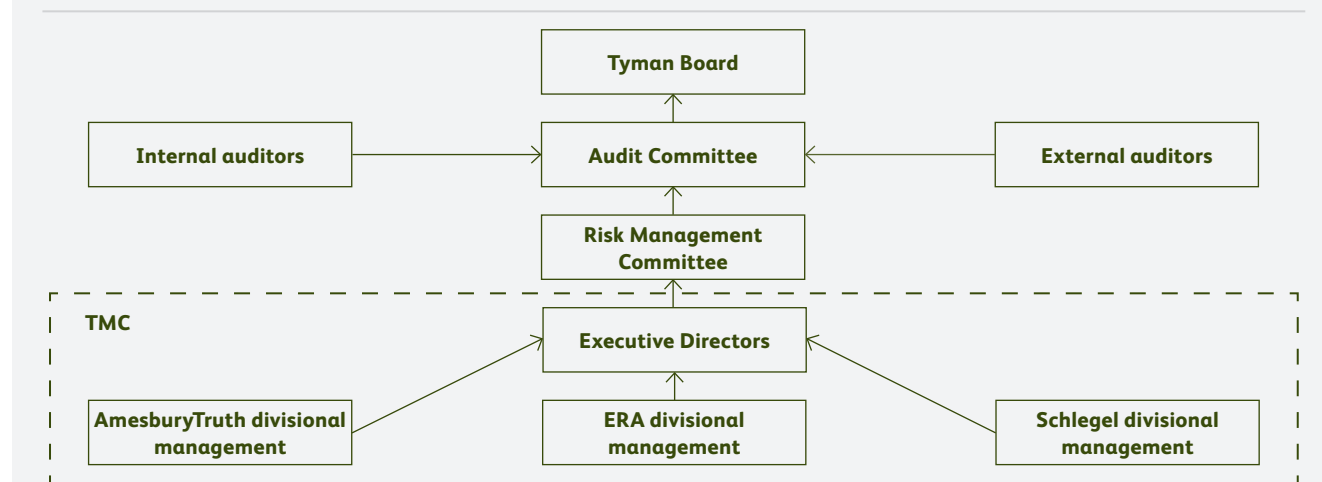 Tyman Board
Internal auditors
Audit Committee
External auditors
Risk Management
Committee
TMC
Executive Directors
AmesburyTruth divisional
management
ERA divisional
management
Schlegel divisional
management